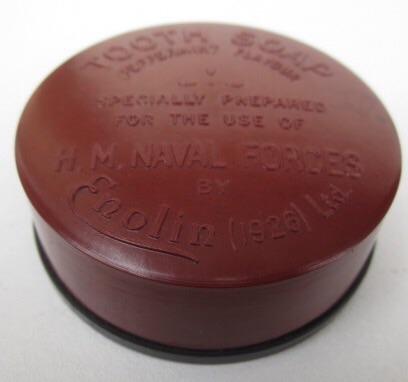 TOOTH SOAP
PEPPERMINT FLAVOUR
SPECIALLY PREPARED
FOR THE USE OF
H.M. NAVAL FORCES
BY
Enolin (1926) Ltd.